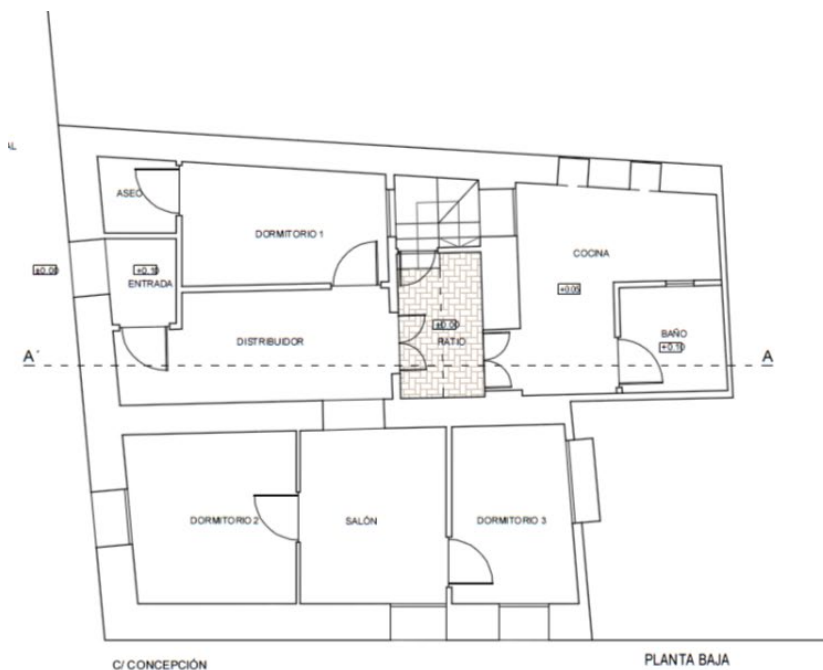 ASEO
DORMITORIO 1
COCINA
±0.00
+0.10
ENTRADA
+0.05
±0.00
PATIO
BAÑO
+0.10
DISTRIBUIDOR
A'
A
DORMITORIO 2
SALÓN
DORMITORIO 3
C/ CONCEPCIÓN
PLANTA BAJA